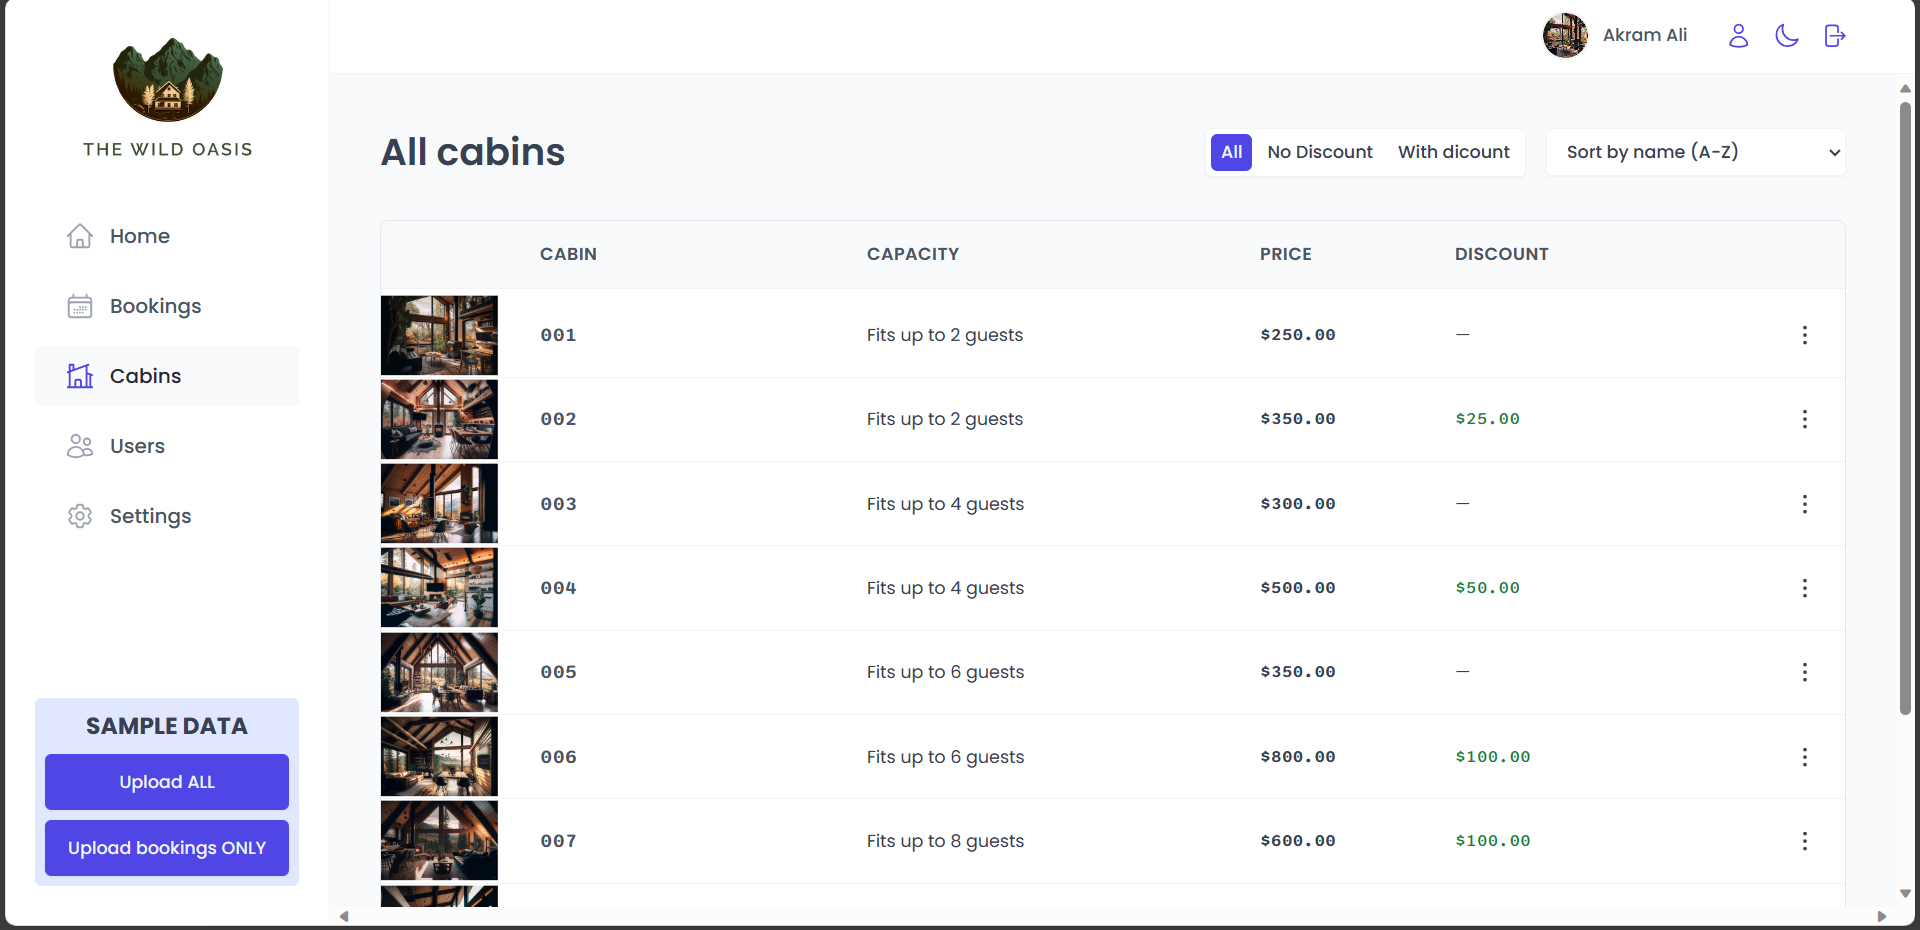 THE WILD OASIS
Home
Bookings
Cabins
Users
Settings
SAMPLE DATA
Upload ALL
Upload bookings ONLY
Akram Ali
All cabins
All No Discount With dicount Sort by name (A-Z)
CABIN CAPACITY PRICE DISCOUNT
001 Fits up to 2 guests $250.00 —
002 Fits up to 2 guests $350.00 $25.00
003 Fits up to 4 guests $300.00 —
004 Fits up to 4 guests $500.00 $50.00
005 Fits up to 6 guests $350.00 —
006 Fits up to 6 guests $800.00 $100.00
007 Fits up to 8 guests $600.00 $100.00